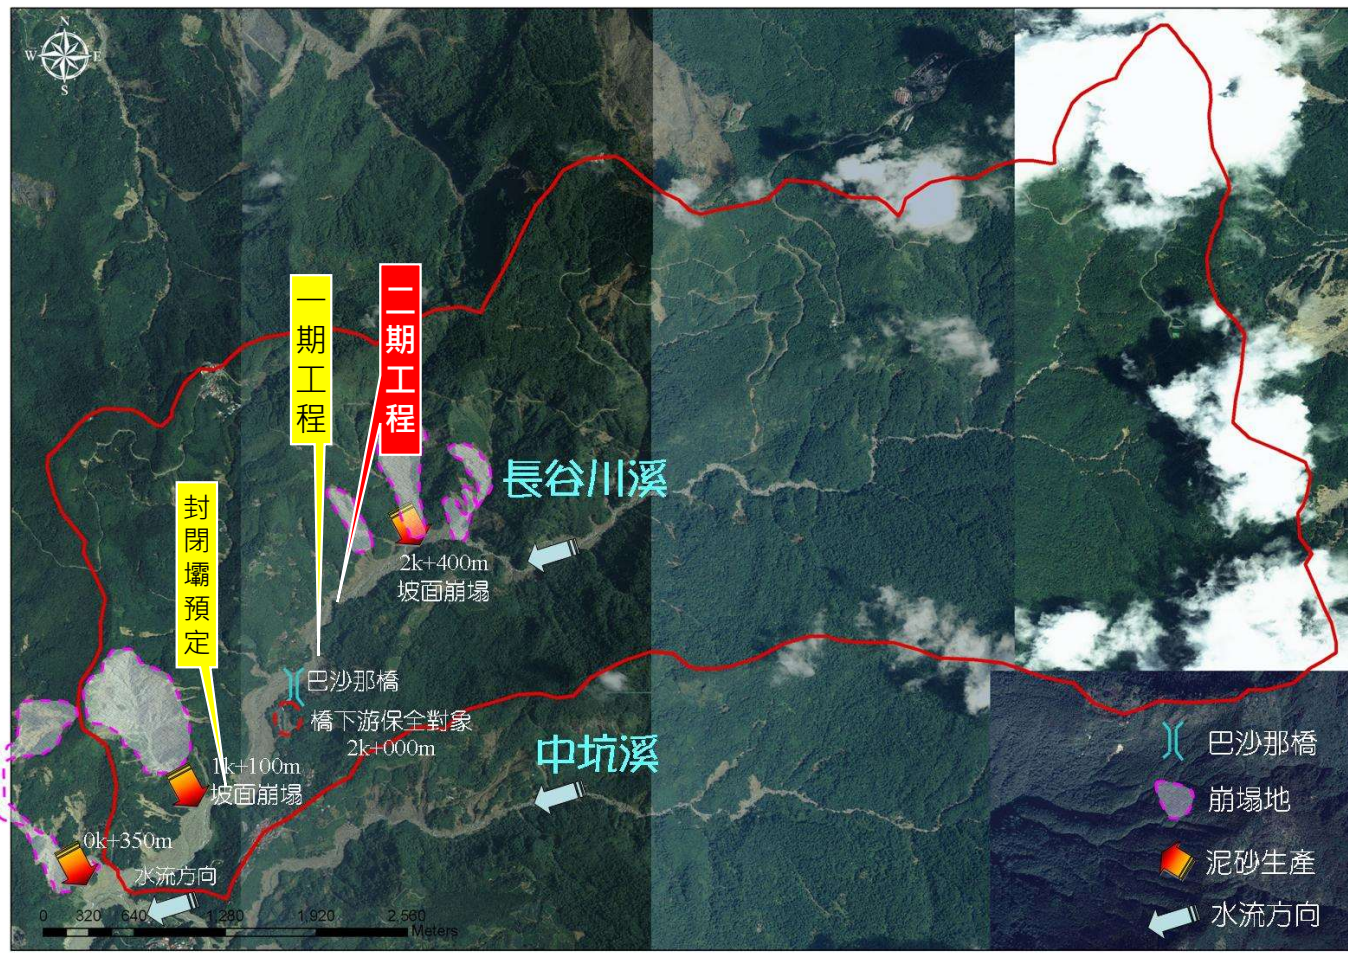 N
W E
S
一期工程
二期工程
長谷川溪
封閉壩預定
2k+400m
坡面崩塌
巴沙那橋
橋下游保全對象
2k+000m
中坑溪
1k+100m
坡面崩塌
0k+350m
水流方向
0 320 640 1,280 1,920 2,560
Meters
巴沙那橋
崩塌地
泥砂生產
水流方向